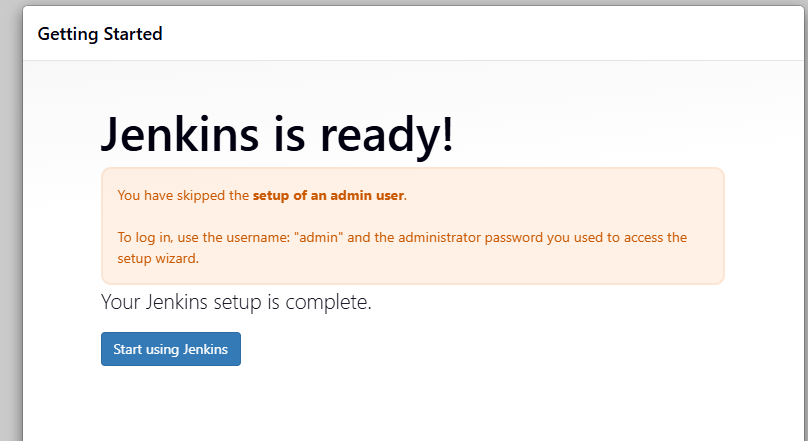 Getting Started
Jenkins is ready!
You have skipped the setup of an admin user.
To log in, use the username: "admin" and the administrator password you used to access the
setup wizard.
Your Jenkins setup is complete.
Start using Jenkins